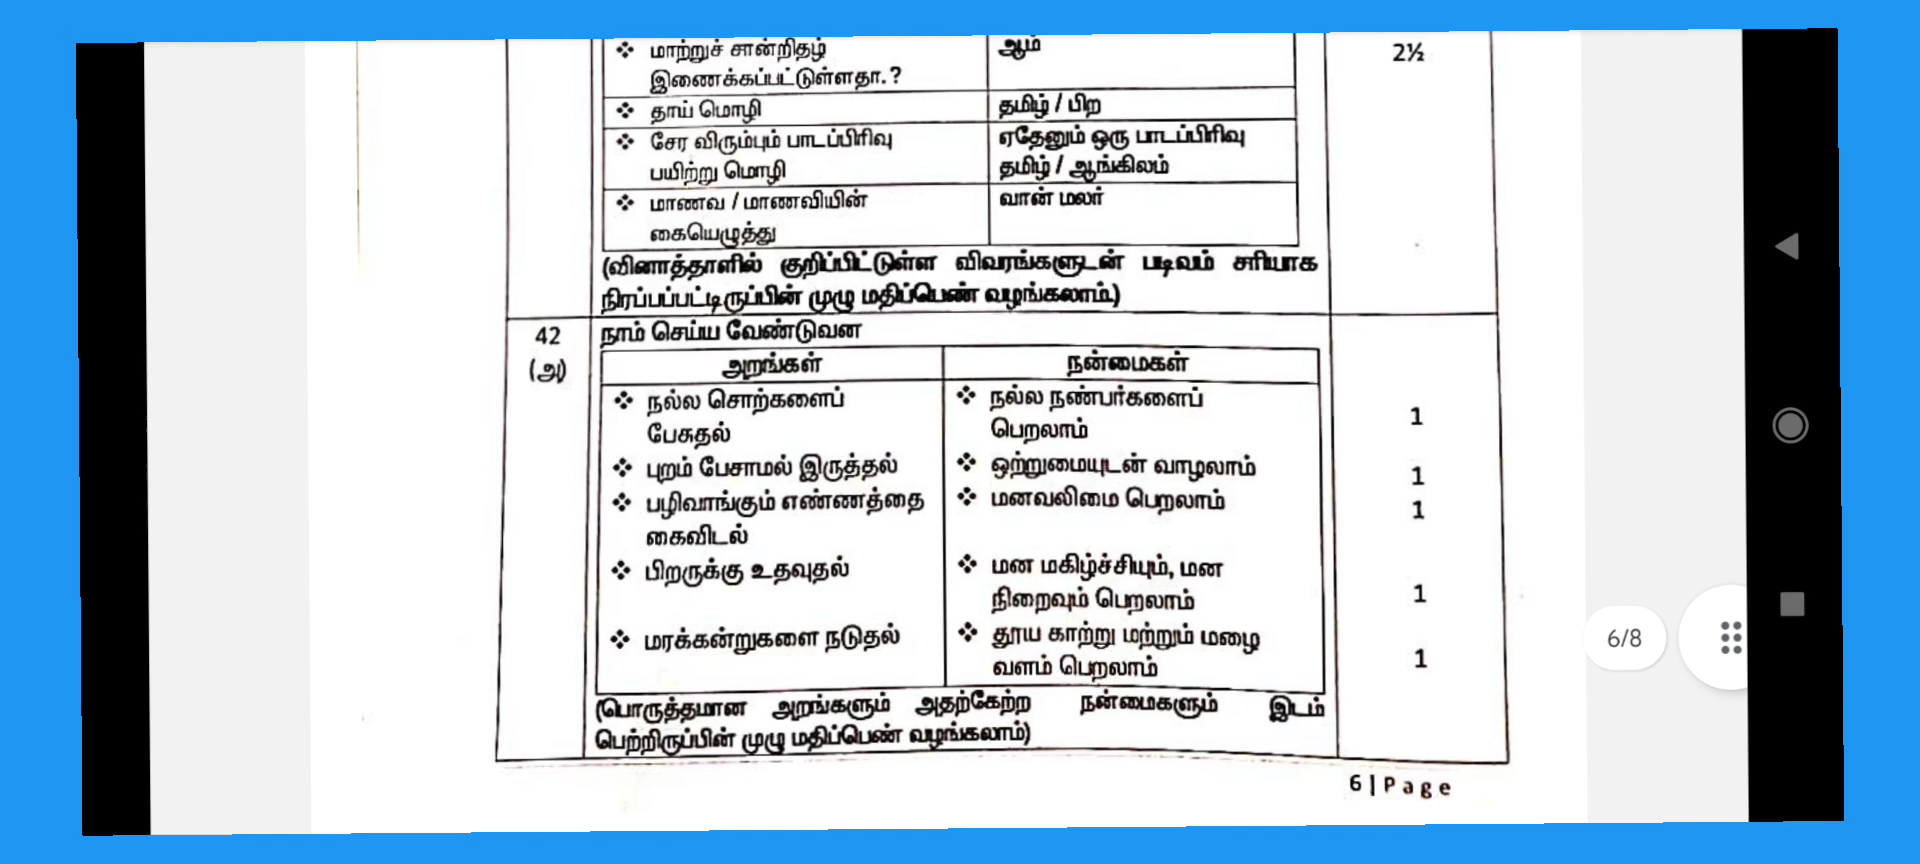 ❖ மாற்றுச் சான்றிதழ் ஆம் 2½
இணைக்கப்பட்டுள்ளதா.?
❖ தாய் மொழி தமிழ் / பிற
❖ சேர விரும்பும் பாடப்பிரிவு ஏதேனும் ஒரு பாடப்பிரிவு
பயிற்று மொழி தமிழ் / ஆங்கிலம்
❖ மாணவ / மாணவியின் வான் மலர்
கையெழுத்து
(வினாத்தாளில் குறிப்பிட்டுள்ள விவரங்களுடன் படிவம் சரியாக
நிரப்பப்பட்டிருப்பின் முழு மதிப்பெண் வழங்கலாம்.)
42 நாம் செய்ய வேண்டுவன
(அ) அறங்கள் நன்மைகள்
❖ நல்ல சொற்களைப் ❖ நல்ல நண்பர்களைப் 1
பேசுதல் பெறலாம்
❖ புறம் பேசாமல் இருத்தல் ❖ ஒற்றுமையுடன் வாழலாம் 1
❖ பழிவாங்கும் எண்ணத்தை ❖ மனவலிமை பெறலாம் 1
கைவிடல்
❖ பிறருக்கு உதவுதல் ❖ மன மகிழ்ச்சியும், மன 1
நிறைவும் பெறலாம்
❖ மரக்கன்றுகளை நடுதல் ❖ தூய காற்று மற்றும் மழை 1
வளம் பெறலாம்
(பொருத்தமான அறங்களும் அதற்கேற்ற நன்மைகளும் இடம்
பெற்றிருப்பின் முழு மதிப்பெண் வழங்கலாம்)
6 | Page
6/8